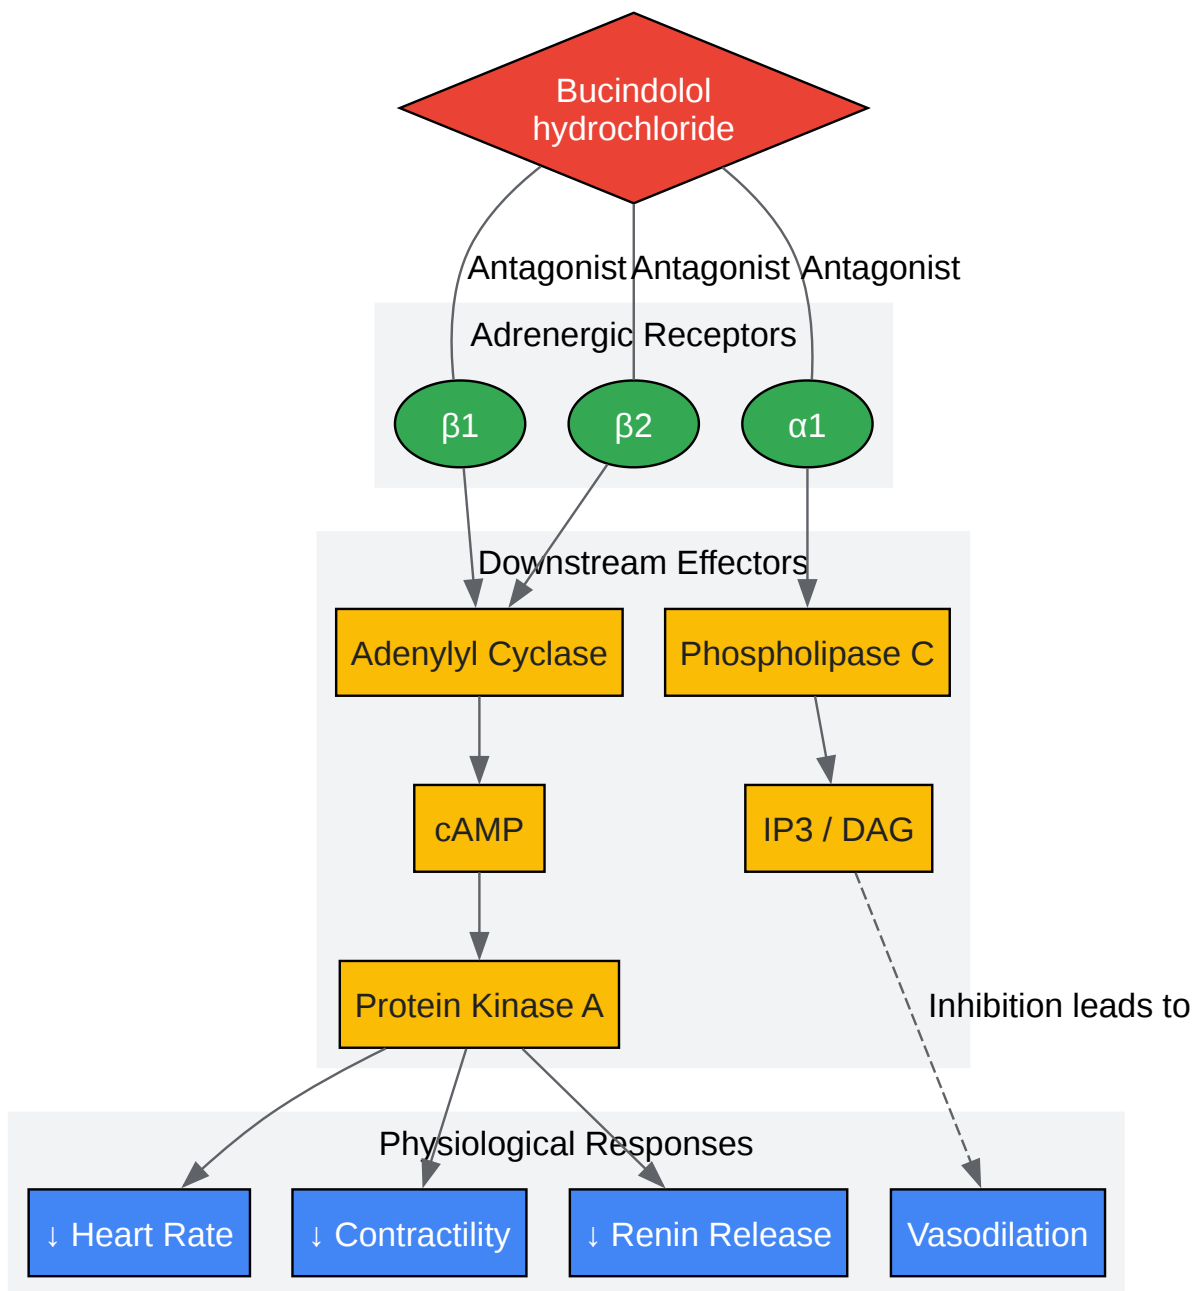 Bucindolol
hydrochloride
Antagonist Antagonist Antagonist
Adrenergic Receptors
β1 β2 α1
Downstream Effectors
Adenylyl Cyclase Phospholipase C
cAMP IP3 / DAG
Protein Kinase A Inhibition leads to
Physiological Responses
↓ Heart Rate ↓ Contractility ↓ Renin Release Vasodilation